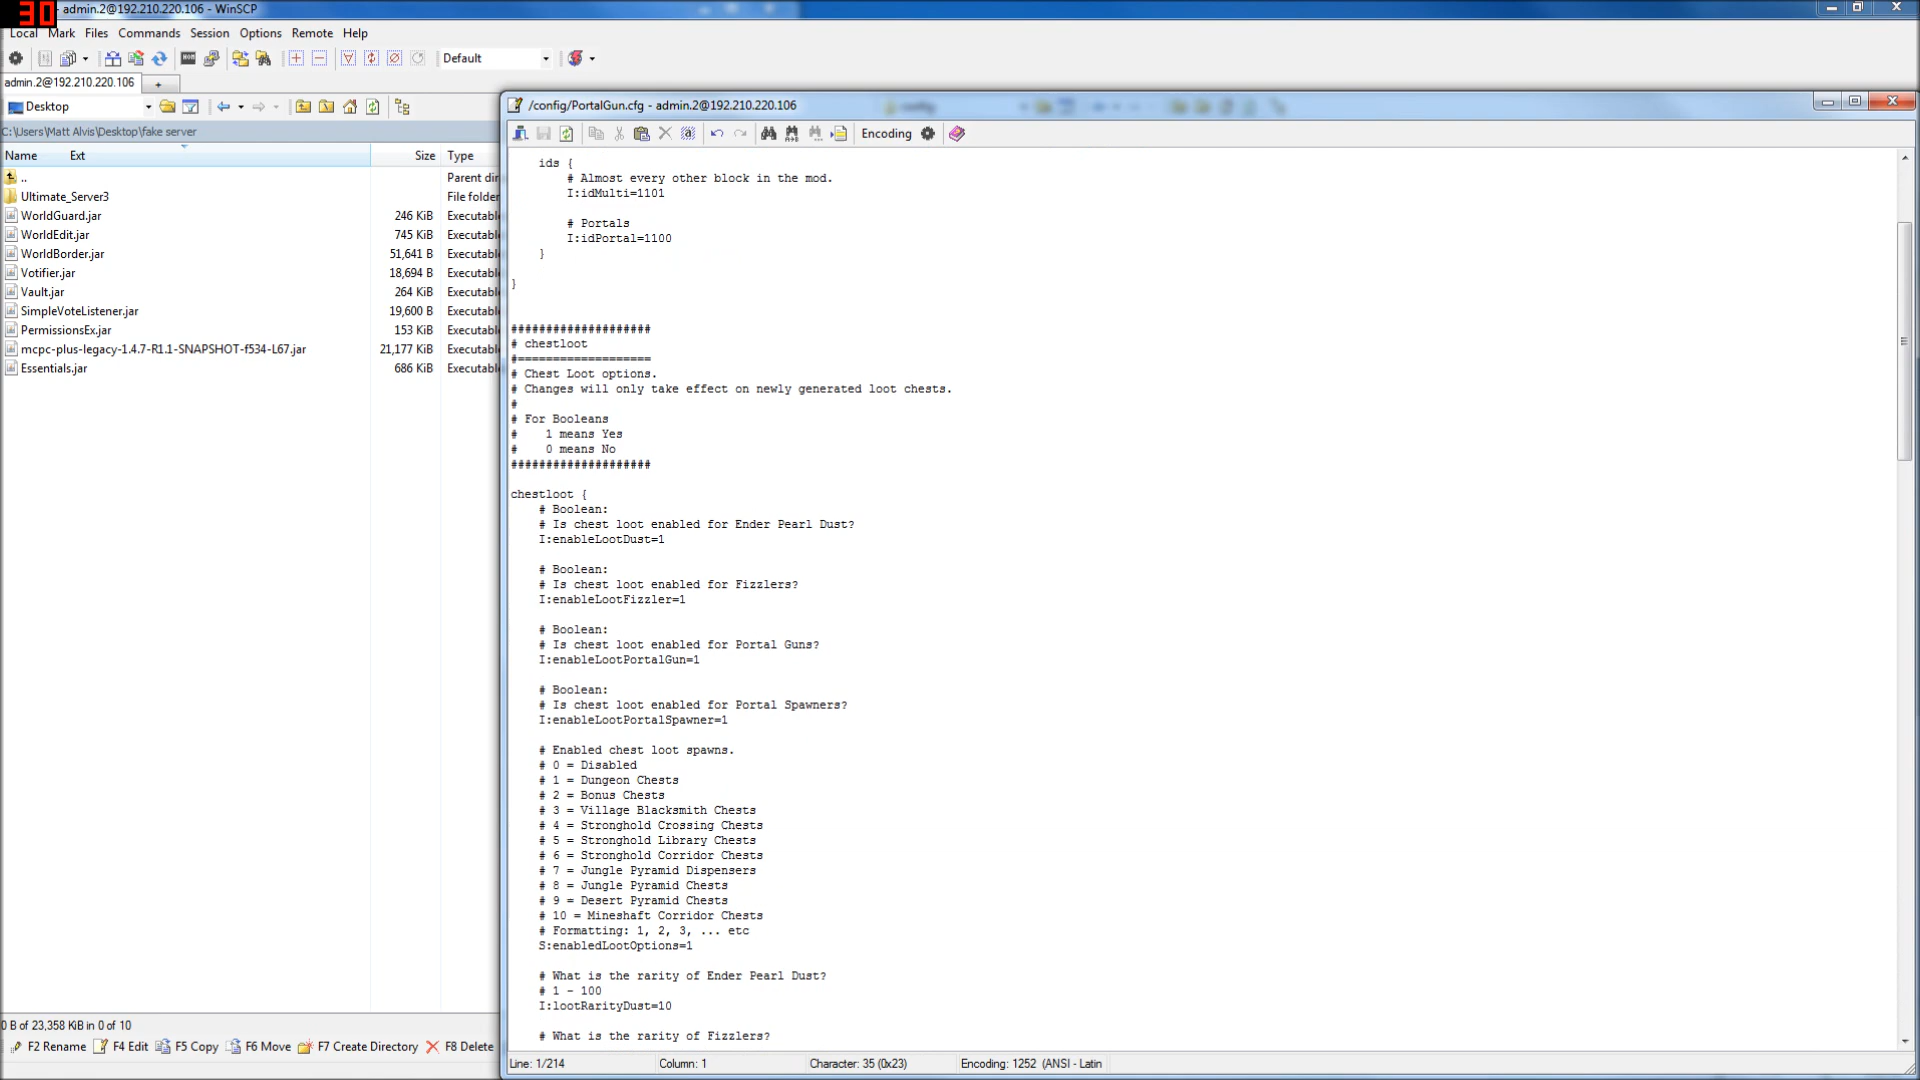 30
- admin.2@192.210.220.106 - WinSCP
Local Mark Files Commands Session Options Remote Help
Default
admin.2@192.210.220.106
Desktop
C:\Users\Matt Alvis\Desktop\fake server
Name Ext Size Type
.. Parent dir
Ultimate_Server3 File folder
WorldGuard.jar 246 KiB Executabl
WorldEdit.jar 745 KiB Executabl
WorldBorder.jar 51,641 B Executabl
Votifier.jar 18,694 B Executabl
Vault.jar 264 KiB Executabl
SimpleVoteListener.jar 19,600 B Executabl
PermissionsEx.jar 153 KiB Executabl
mcpc-plus-legacy-1.4.7-R1.1-SNAPSHOT-f534-L67.jar 21,177 KiB Executabl
Essentials.jar 686 KiB Executabl
0 B of 23,358 KiB in 0 of 10
F2 Rename F4 Edit F5 Copy F6 Move F7 Create Directory F8 Delete
/config/PortalGun.cfg - admin.2@192.210.220.106
Encoding
ids {
# Almost every other block in the mod.
I:idMulti=1101
# Portals
I:idPortal=1100
}
}
####################
# chestloot
#===================
# Chest Loot options.
# Changes will only take effect on newly generated loot chests.
#
# For Booleans
# 1 means Yes
# 0 means No
####################
chestloot {
# Boolean:
# Is chest loot enabled for Ender Pearl Dust?
I:enableLootDust=1
# Boolean:
# Is chest loot enabled for Fizzlers?
I:enableLootFizzler=1
# Boolean:
# Is chest loot enabled for Portal Guns?
I:enableLootPortalGun=1
# Boolean:
# Is chest loot enabled for Portal Spawners?
I:enableLootPortalSpawner=1
# Enabled chest loot spawns.
# 0 = Disabled
# 1 = Dungeon Chests
# 2 = Bonus Chests
# 3 = Village Blacksmith Chests
# 4 = Stronghold Crossing Chests
# 5 = Stronghold Library Chests
# 6 = Stronghold Corridor Chests
# 7 = Jungle Pyramid Dispensers
# 8 = Jungle Pyramid Chests
# 9 = Desert Pyramid Chests
# 10 = Mineshaft Corridor Chests
# Formatting: 1, 2, 3, ... etc
S:enabledLootOptions=1
# What is the rarity of Ender Pearl Dust?
# 1 - 100
I:lootRarityDust=10
# What is the rarity of Fizzlers?
Line: 1/214 Column: 1 Character: 35 (0x23) Encoding: 1252 (ANSI - Latin